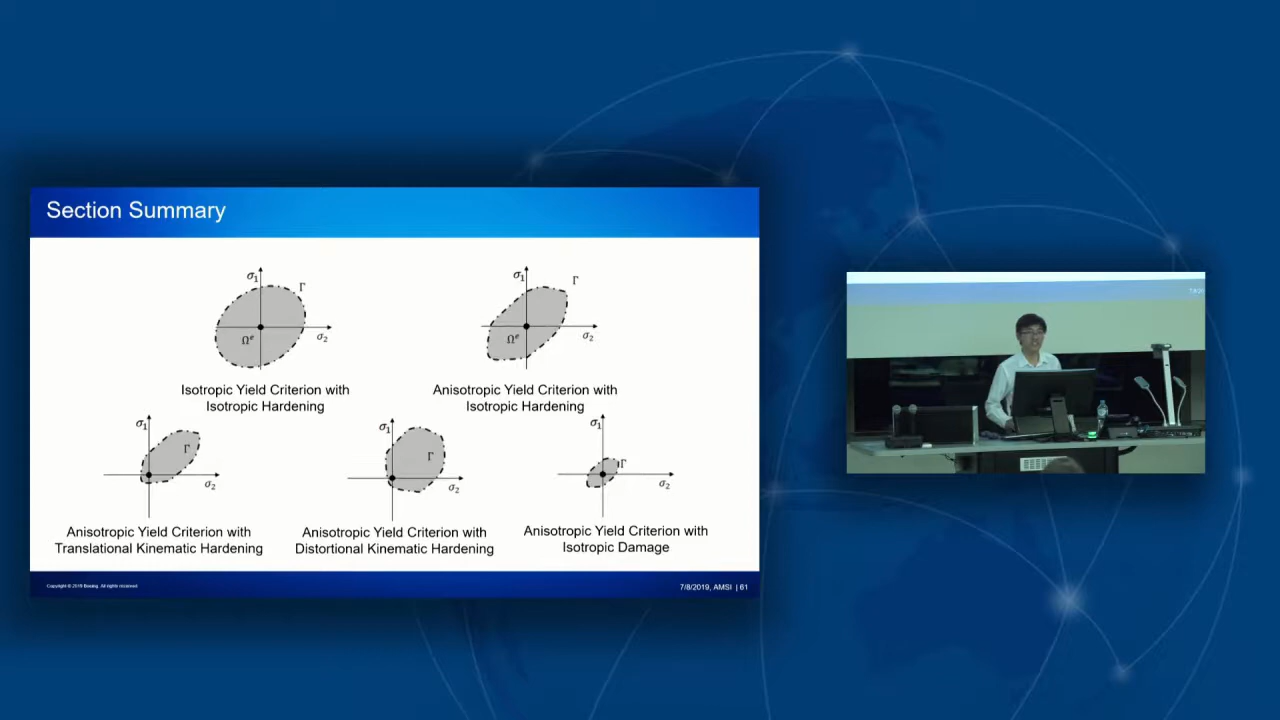 Section Summary
σ₁
Γ
Ωᵉ
σ₂
Isotropic Yield Criterion with
Isotropic Hardening
σ₁
Γ
Ωᵉ
σ₂
Anisotropic Yield Criterion with
Isotropic Hardening
σ₁
Γ
σ₂
Anisotropic Yield Criterion with
Translational Kinematic Hardening
σ₁
Γ
σ₂
Anisotropic Yield Criterion with
Distortional Kinematic Hardening
σ₁
Γ
σ₂
Anisotropic Yield Criterion with
Isotropic Damage
Copyright © 2019 Boeing. All rights reserved
7/8/2019, AMSI | 61